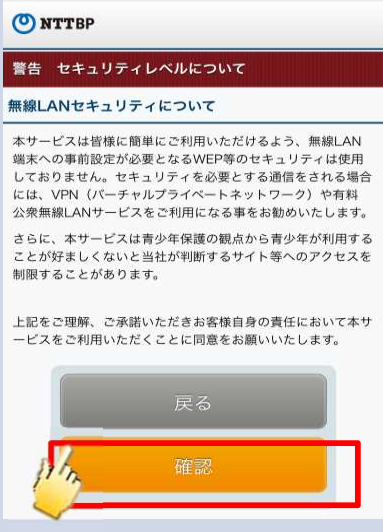 NTTBP
警告 セキュリティレベルについて
無線LANセキュリティについて
本サービスは皆様に簡単にご利用いただけるよう、無線LAN
端末への事前設定が必要となるWEP等のセキュリティは使用
しておりません。セキュリティを必要とする通信をされる場合
には、VPN（バーチャルプライベートネットワーク）や有料
公衆無線LANサービスをご利用になる事をお勧めいたします。
さらに、本サービスは青少年保護の観点から青少年が利用する
ことが好ましくないと当社が判断するサイト等へのアクセスを
制限することがあります。
上記をご理解、ご承諾いただきお客様自身の責任において本サ
ービスをご利用いただくことに同意をお願いいたします。
戻る
確認